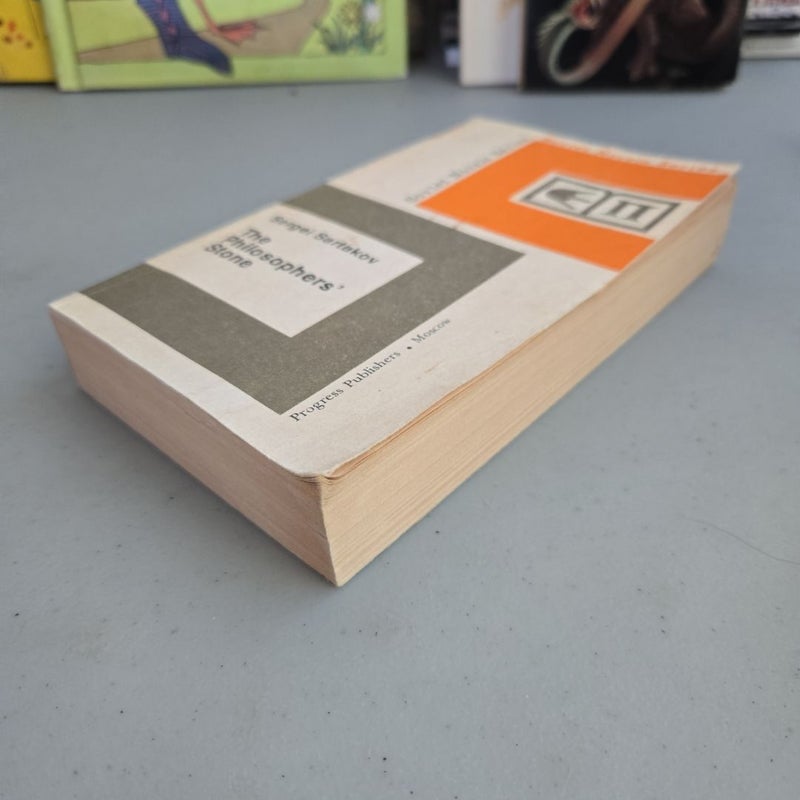 Sergei Sartakov
The
Philosophers'
Stone
Progress Publishers • Moscow